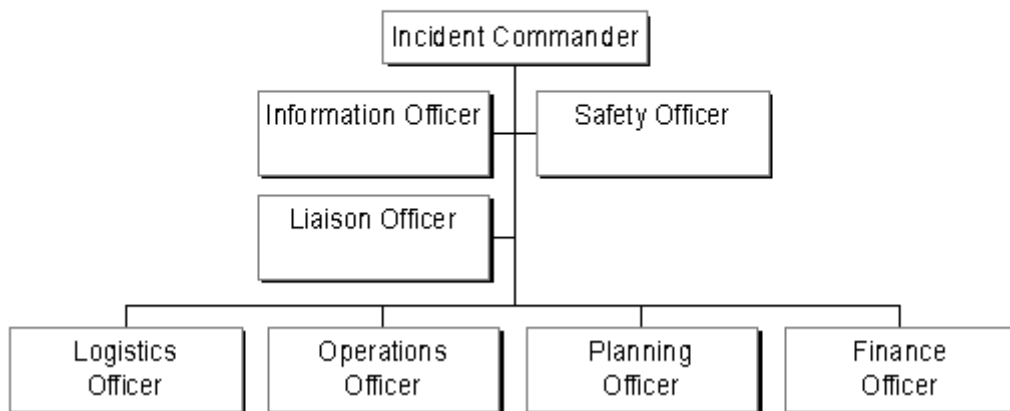 Incident Commander
Information Officer
Safety Officer
Liaison Officer
Logistics
Officer
Operations
Officer
Planning
Officer
Finance
Officer